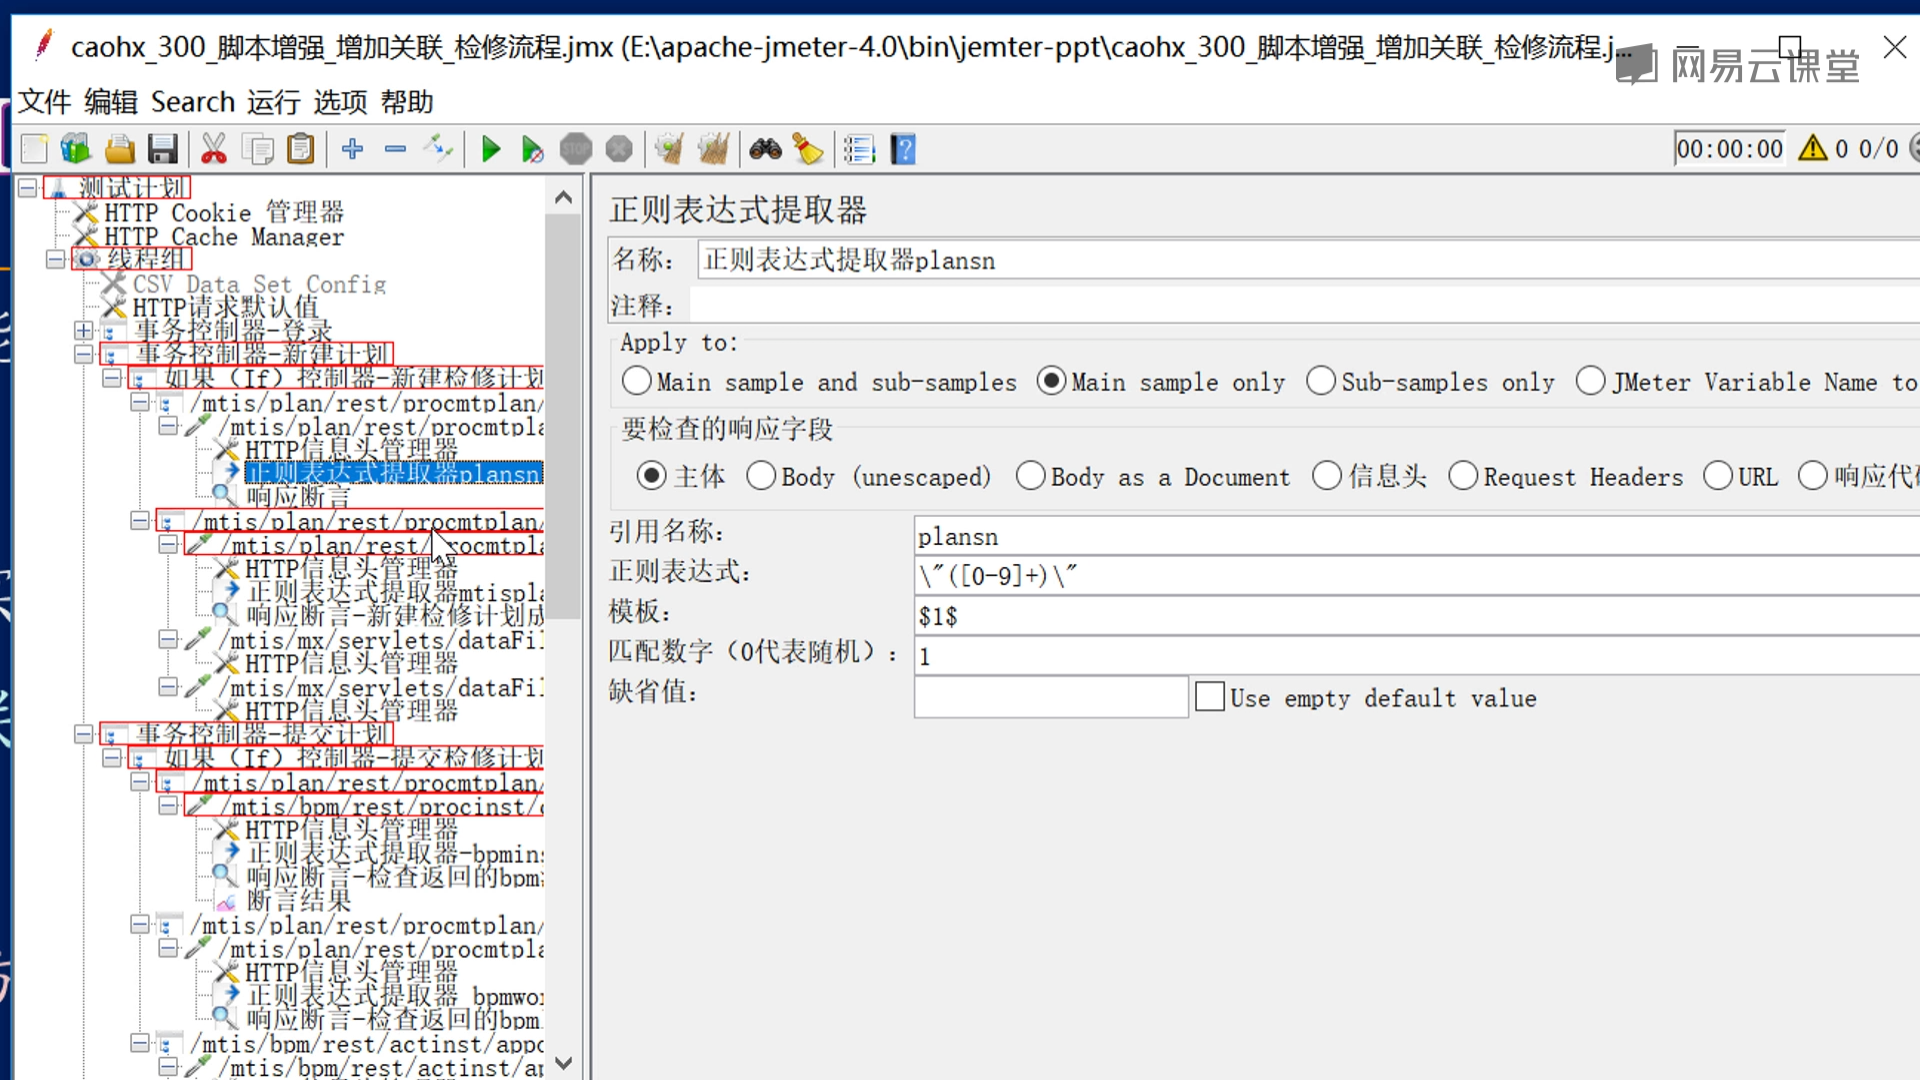 caohx_300_脚本增强_增加关联_检修流程.jmx (E:\apache-jmeter-4.0\bin\jemter-ppt\caohx_300_脚本增强_增加关联_检修流程.j...
网易云课堂
文件 编辑 Search 运行 选项 帮助
STOP
00:00:00 0 0/0
测试计划
HTTP Cookie 管理器
HTTP Cache Manager
线程组
CSV Data Set Config
HTTP请求默认值
事务控制器-登录
事务控制器-新建计划
如果（If）控制器-新建检修计划
/mtis/plan/rest/procmtplan/
/mtis/plan/rest/procmtpla
HTTP信息头管理器
正则表达式提取器plansn
响应断言
/mtis/plan/rest/procmtplan/
/mtis/plan/rest/procmtpla
HTTP信息头管理器
正则表达式提取器mtispla
响应断言-新建检修计划成
/mtis/mx/servlets/dataFil
HTTP信息头管理器
/mtis/mx/servlets/dataFil
HTTP信息头管理器
事务控制器-提交计划
如果（If）控制器-提交检修计划
/mtis/plan/rest/procmtplan/
/mtis/bpm/rest/procinst/
HTTP信息头管理器
正则表达式提取器-bpmins
响应断言-检查返回的bpm
断言结果
/mtis/plan/rest/procmtplan/
/mtis/plan/rest/procmtpla
HTTP信息头管理器
正则表达式提取器_bpmwor
响应断言-检查返回的bpm
/mtis/bpm/rest/actinst/appc
/mtis/bpm/rest/actinst/ap
正则表达式提取器
名称： 正则表达式提取器plansn
注释：
Apply to:
Main sample and sub-samples Main sample only Sub-samples only JMeter Variable Name to
要检查的响应字段
主体 Body (unescaped) Body as a Document 信息头 Request Headers URL 响应代码
引用名称： plansn
正则表达式： \"([0-9]+)\"
模板： $1$
匹配数字（0代表随机）： 1
缺省值： Use empty default value